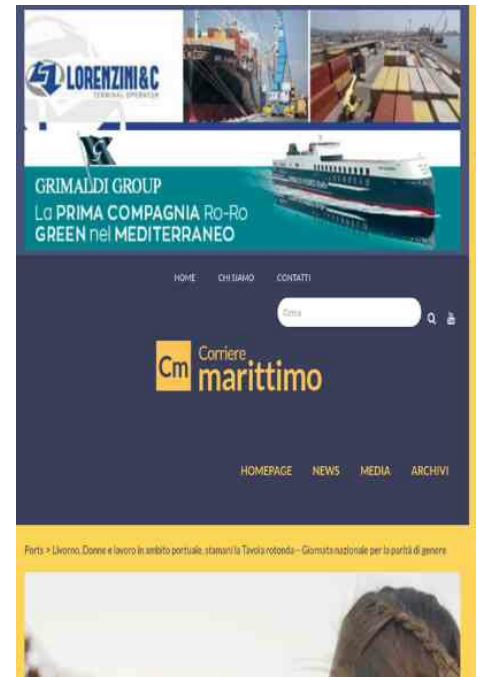 LORENZINI & C
TERMINAL OPERATOR
GRIMALDI GROUP
La PRIMA COMPAGNIA Ro-Ro
GREEN nel MEDITERRANEO
HOME CHI SIAMO CONTATTI
Cerca
Cm Corriere
marittimo
HOMEPAGE NEWS MEDIA ARCHIVI
Ports > Livorno, Donne e lavoro in ambito portuale, stamani la Tavola rotonda – Giornata nazionale per la parità di genere